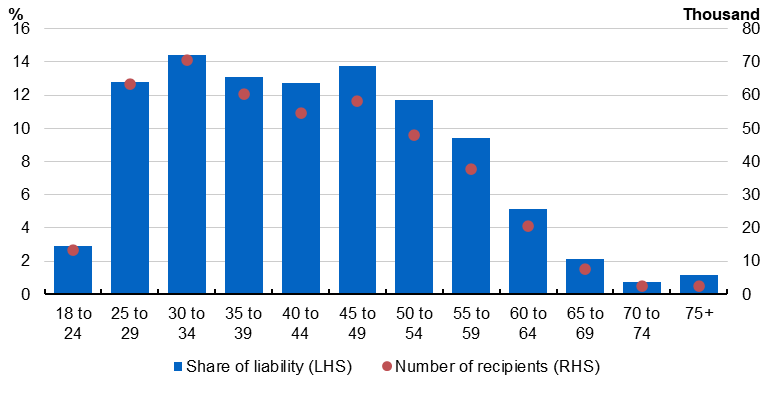 % Thousand
16 80
14 70
12 60
10 50
8 40
6 30
4 20
2 10
0 0
18 to 25 to 30 to 35 to 40 to 45 to 50 to 55 to 60 to 65 to 70 to 75+
24 29 34 39 44 49 54 59 64 69 74
Share of liability (LHS) Number of recipients (RHS)